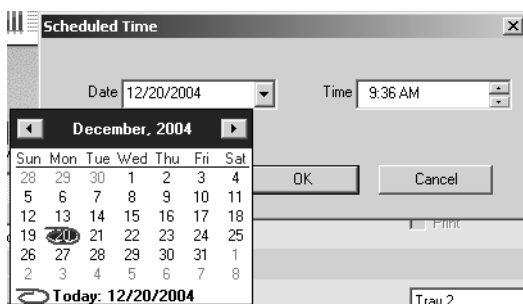 Scheduled Time
Date 12/20/2004 Time 9:36 AM
December, 2004
Sun Mon Tue Wed Thu Fri Sat
28 29 30 1 2 3 4
5 6 7 8 9 10 11
12 13 14 15 16 17 18
19 20 21 22 23 24 25
26 27 28 29 30 31 1
2 3 4 5 6 7 8
Today: 12/20/2004
OK Cancel
Print
Tray 2